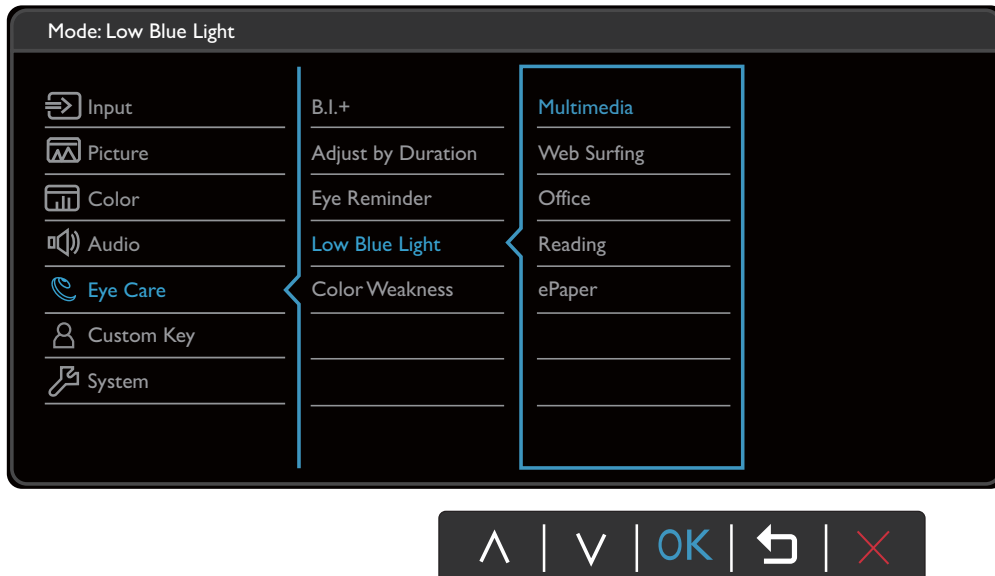 Mode: Low Blue Light
Input
Picture
Color
Audio
Eye Care
Custom Key
System
B.I.+
Adjust by Duration
Eye Reminder
Low Blue Light
Color Weakness
Multimedia
Web Surfing
Office
Reading
ePaper
OK